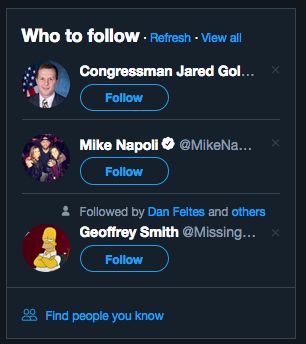 Who to follow · Refresh · View all
Congressman Jared Gol...
Follow
Mike Napoli @MikeNa...
Follow
Followed by Dan Feltes and others
Geoffrey Smith @Missing...
Follow
Find people you know